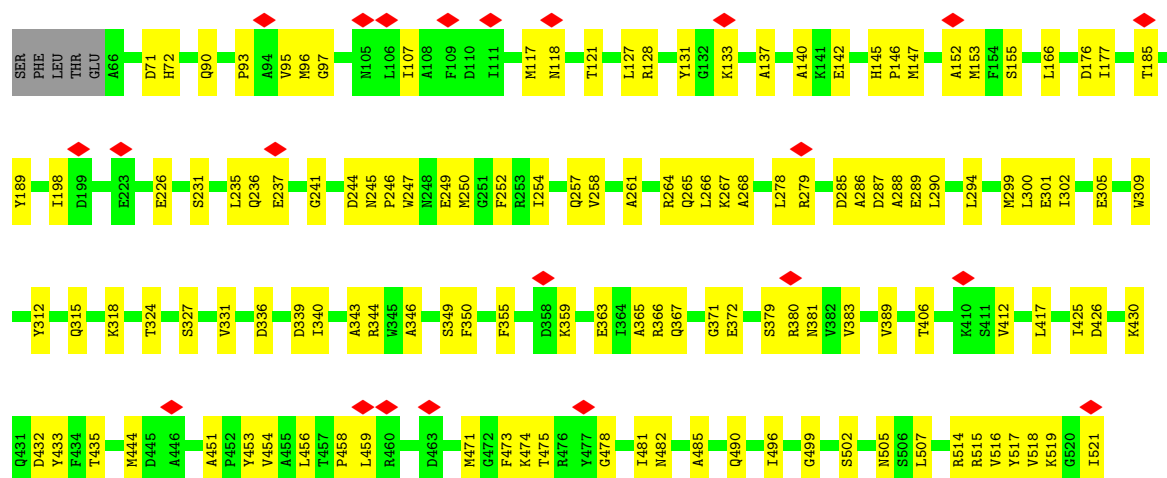 SER PHE LEU THR GLU A66 D71 H72 Q90 P93 A94 V95 M96 G97 N105 L106 I107 A108 F109 D110 I111 M117 N118 T121 L127 R128 Y131 G132 K133 A137 A140 K141 E142 H145 P146 M147 A152 M153 F154 S155 L166 D176 I177 T185
Y189 I198 D199 E223 E226 S231 L235 Q236 E237 G241 D244 N245 P246 W247 N248 E249 M250 G251 F252 R253 I254 Q257 V258 A261 R264 Q265 L266 K267 A268 L278 R279 D285 A286 D287 A288 E289 L290 L294 M299 L300 E301 I302 E305 W309
Y312 Q315 K318 T324 S327 V331 D336 D339 I340 A343 R344 W345 A346 S349 F350 F355 D358 K359 E363 I364 A365 R366 Q367 G371 E372 S379 R380 N381 V382 V383 V389 T406 K410 S411 V412 L417 I425 D426 K430
Q431 D432 Y433 F434 T435 M444 D445 A446 A451 P452 Y453 V454 A455 L456 T457 P458 L459 R460 D463 M471 G472 F473 K474 T475 R476 Y477 G478 I481 N482 A485 Q490 I496 G499 S502 N505 S506 L507 R514 R515 V516 Y517 V518 K519 G520 I521